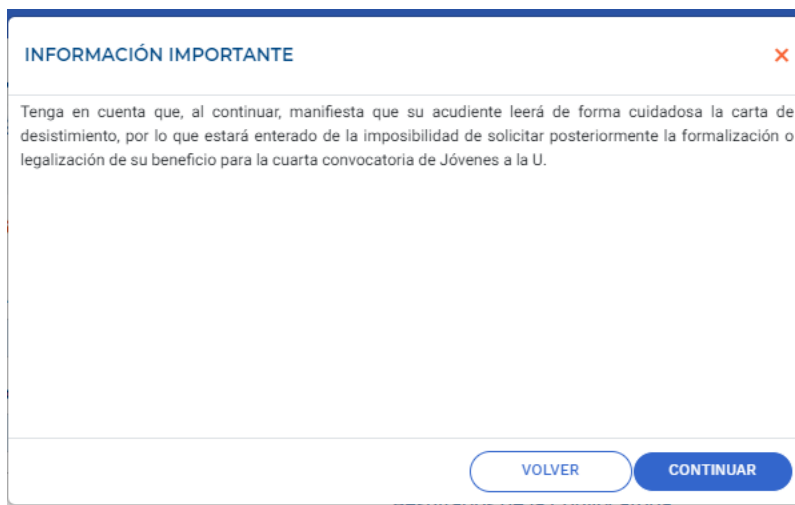 INFORMACIÓN IMPORTANTE
Tenga en cuenta que, al continuar, manifiesta que su acudiente leerá de forma cuidadosa la carta de
desistimiento, por lo que estará enterado de la imposibilidad de solicitar posteriormente la formalización o
legalización de su beneficio para la cuarta convocatoria de Jóvenes a la U.
VOLVER
CONTINUAR